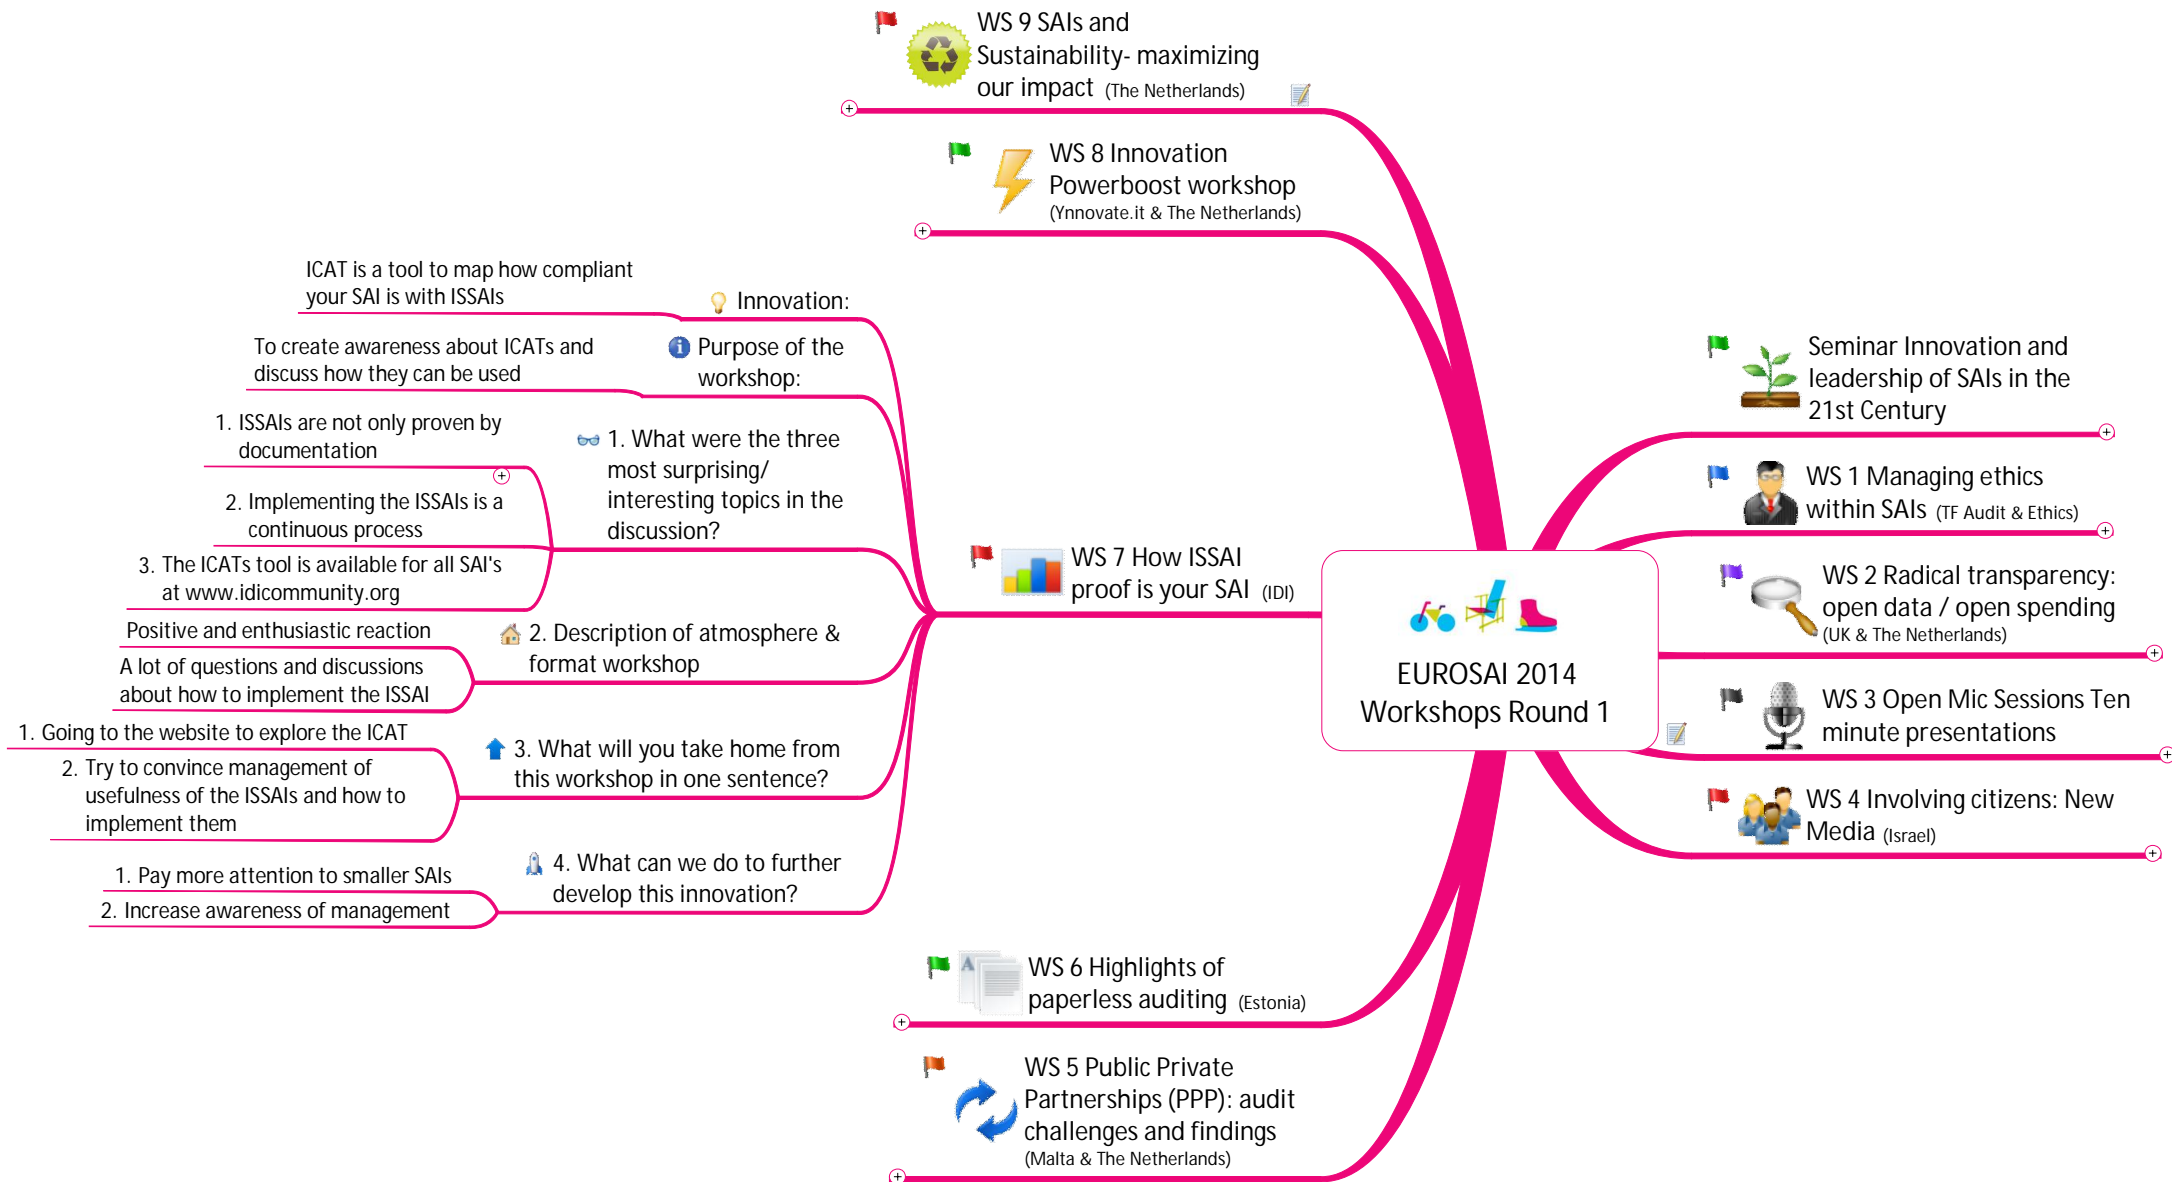 WS 9 SAIs and
Sustainability- maximizing
our impact (The Netherlands)
WS 8 Innovation
Powerboost workshop
(Ynnovate.it & The Netherlands)
ICAT is a tool to map how compliant
your SAI is with ISSAIs
Innovation:
To create awareness about ICATs and
discuss how they can be used
Purpose of the
workshop:
1. ISSAIs are not only proven by
documentation
2. Implementing the ISSAIs is a
continuous process
3. The ICATs tool is available for all SAI's
at www.idicommunity.org
1. What were the three
most surprising/
interesting topics in the
discussion?
Positive and enthusiastic reaction
A lot of questions and discussions
about how to implement the ISSAI
2. Description of atmosphere &
format workshop
1. Going to the website to explore the ICAT
2. Try to convince management of
usefulness of the ISSAIs and how to
implement them
3. What will you take home from
this workshop in one sentence?
1. Pay more attention to smaller SAIs
2. Increase awareness of management
4. What can we do to further
develop this innovation?
WS 7 How ISSAI
proof is your SAI (IDI)
WS 6 Highlights of
paperless auditing (Estonia)
WS 5 Public Private
Partnerships (PPP): audit
challenges and findings
(Malta & The Netherlands)
EUROSAI 2014
Workshops Round 1
Seminar Innovation and
leadership of SAIs in the
21st Century
WS 1 Managing ethics
within SAIs (TF Audit & Ethics)
WS 2 Radical transparency:
open data / open spending
(UK & The Netherlands)
WS 3 Open Mic Sessions Ten
minute presentations
WS 4 Involving citizens: New
Media (Israel)